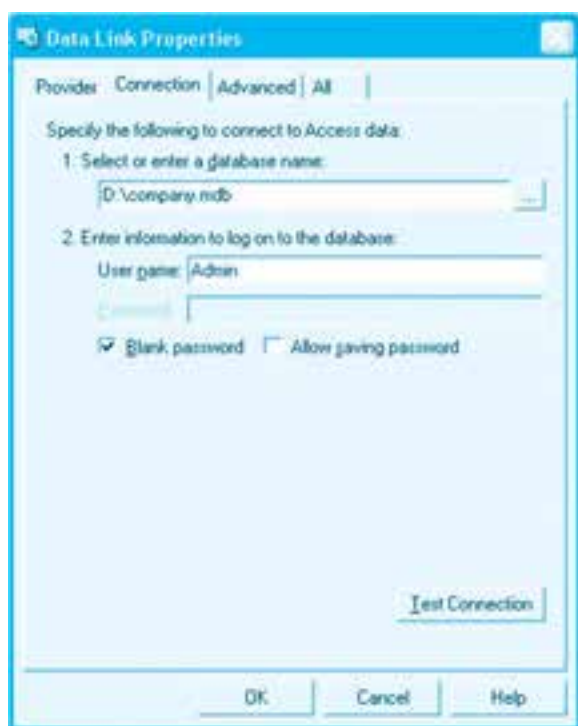 Data Link Properties
Provider Connection Advanced All
Specify the following to connect to Access data:
1. Select or enter a database name:
D:\company.mdb ...
2. Enter information to log on to the database:
User name: Admin
Blank password Allow saving password
Test Connection
OK Cancel Help